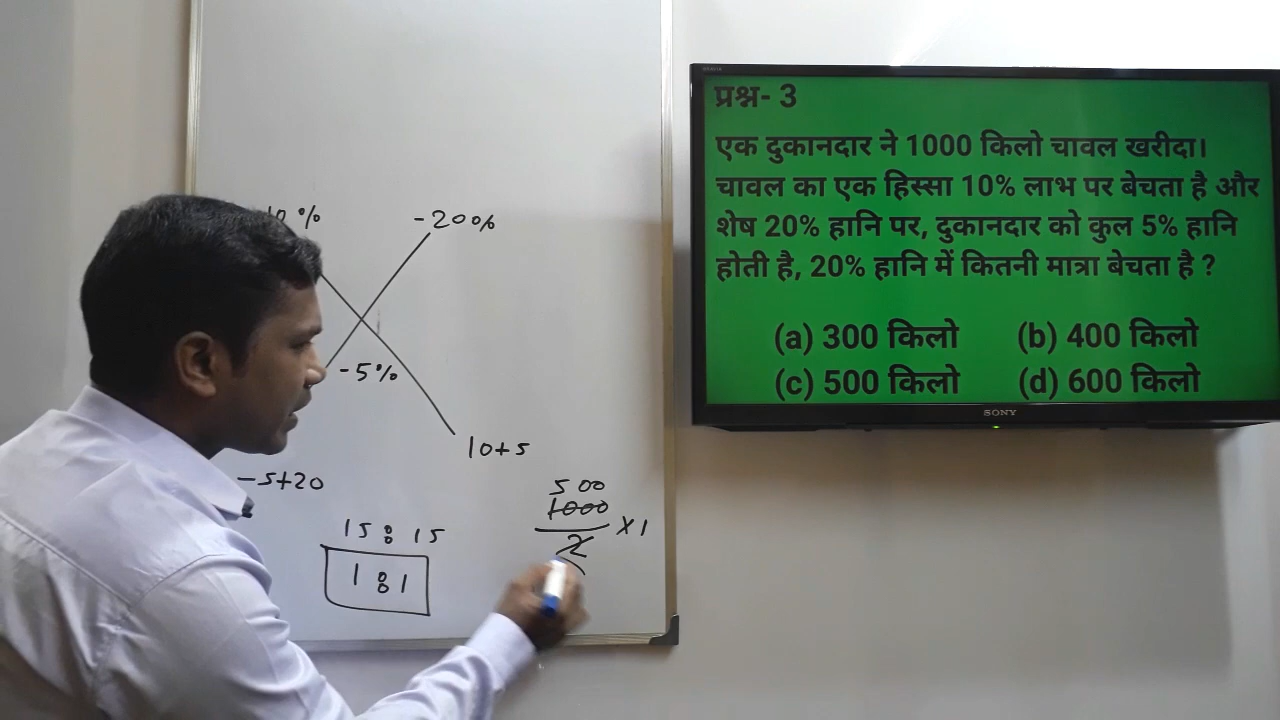 10%
-20%
-5%
10+5
-5+20
15:15
1:1
500
1000
2
×1
प्रश्न- 3
एक दुकानदार ने 1000 किलो चावल खरीदा।
चावल का एक हिस्सा 10% लाभ पर बेचता है और
शेष 20% हानि पर, दुकानदार को कुल 5% हानि
होती है, 20% हानि में कितनी मात्रा बेचता है ?
(a) 300 किलो (b) 400 किलो
(c) 500 किलो (d) 600 किलो
SONY